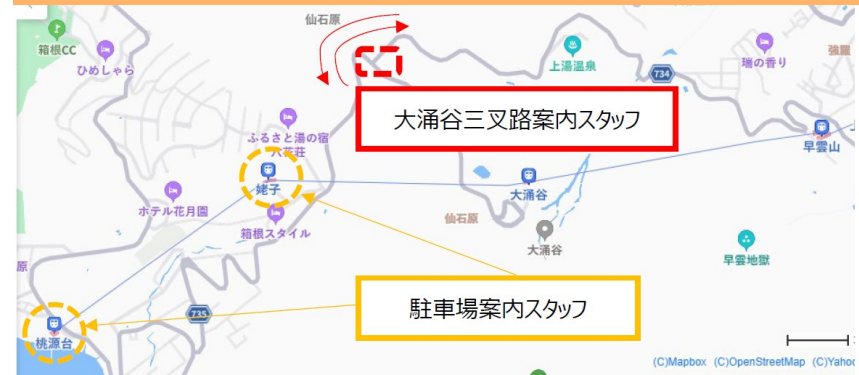 仙石原
箱根CC
ひめしゃら
上湯温泉
瑞の香り
強羅
734
大涌谷三叉路案内スタッフ
ふるさと湯の宿
六花荘
早雲山
姥子
大涌谷
ホテル花月園
箱根スタイル
仙石原
大涌谷
早雲地獄
原
735
駐車場案内スタッフ
桃源台
(C)Mapbox (C)OpenStreetMap (C)Yahoo